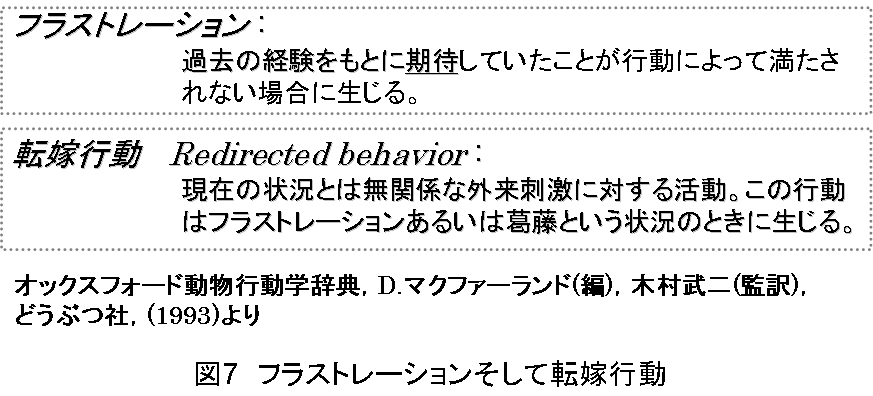 フラストレーション：
過去の経験をもとに期待していたことが行動によって満たさ
れない場合に生じる。
転嫁行動　Redirected behavior：
現在の状況とは無関係な外来刺激に対する活動。この行動
はフラストレーションあるいは葛藤という状況のときに生じる。
オックスフォード動物行動学辞典，D.マクファーランド(編)，木村武二(監訳)，
どうぶつ社，(1993)より
図7　フラストレーションそして転嫁行動